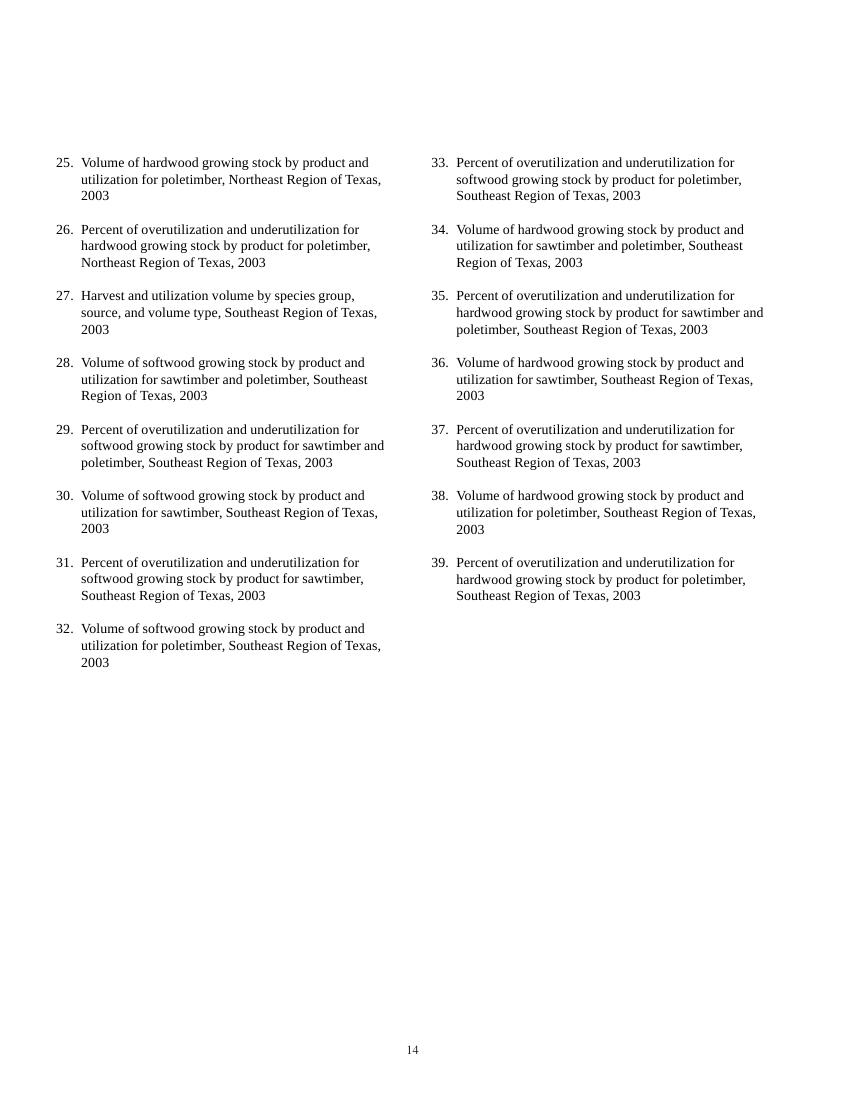 25. Volume of hardwood growing stock by product and
utilization for poletimber, Northeast Region of Texas,
2003
26. Percent of overutilization and underutilization for
hardwood growing stock by product for poletimber,
Northeast Region of Texas, 2003
27. Harvest and utilization volume by species group,
source, and volume type, Southeast Region of Texas,
2003
28. Volume of softwood growing stock by product and
utilization for sawtimber and poletimber, Southeast
Region of Texas, 2003
29. Percent of overutilization and underutilization for
softwood growing stock by product for sawtimber and
poletimber, Southeast Region of Texas, 2003
30. Volume of softwood growing stock by product and
utilization for sawtimber, Southeast Region of Texas,
2003
31. Percent of overutilization and underutilization for
softwood growing stock by product for sawtimber,
Southeast Region of Texas, 2003
32. Volume of softwood growing stock by product and
utilization for poletimber, Southeast Region of Texas,
2003
33. Percent of overutilization and underutilization for
softwood growing stock by product for poletimber,
Southeast Region of Texas, 2003
34. Volume of hardwood growing stock by product and
utilization for sawtimber and poletimber, Southeast
Region of Texas, 2003
35. Percent of overutilization and underutilization for
hardwood growing stock by product for sawtimber and
poletimber, Southeast Region of Texas, 2003
36. Volume of hardwood growing stock by product and
utilization for sawtimber, Southeast Region of Texas,
2003
37. Percent of overutilization and underutilization for
hardwood growing stock by product for sawtimber,
Southeast Region of Texas, 2003
38. Volume of hardwood growing stock by product and
utilization for poletimber, Southeast Region of Texas,
2003
39. Percent of overutilization and underutilization for
hardwood growing stock by product for poletimber,
Southeast Region of Texas, 2003
14